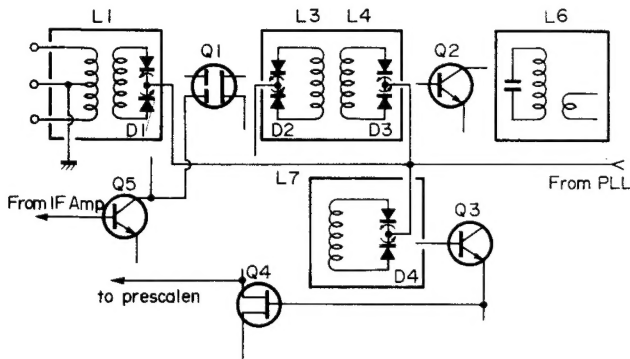 L1
L3
L4
L6
Q1
Q2
D1
D2
D3
L7
From PLL
Q5
From IF Amp
Q3
D4
Q4
to prescalen